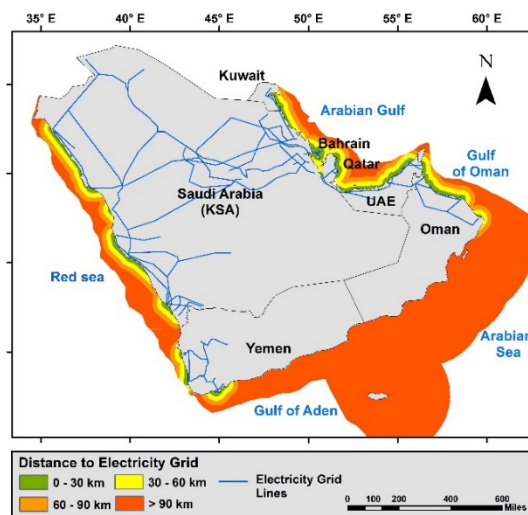 35° E 40° E 45° E 50° E 55° E 60° E
N
Kuwait
Arabian Gulf
Bahrain
Qatar
Gulf
of Oman
Saudi Arabia
(KSA)
UAE
Oman
Red sea
Arabian
Sea
Yemen
Gulf of Aden
Distance to Electricity Grid
0 - 30 km 30 - 60 km Electricity Grid
Lines
60 - 90 km > 90 km
0 100 200 400 600
Miles